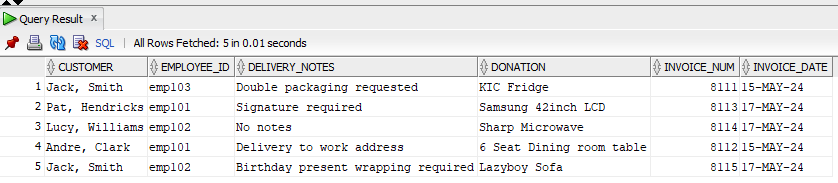 Query Result x
SQL | All Rows Fetched: 5 in 0.01 seconds
CUSTOMER EMPLOYEE_ID DELIVERY_NOTES DONATION INVOICE_NUM INVOICE_DATE
1 Jack, Smith emp103 Double packaging requested KIC Fridge 8111 15-MAY-24
2 Pat, Hendricks emp101 Signature required Samsung 42inch LCD 8113 17-MAY-24
3 Lucy, Williams emp102 No notes Sharp Microwave 8114 17-MAY-24
4 Andre, Clark emp101 Delivery to work address 6 Seat Dining room table 8112 15-MAY-24
5 Jack, Smith emp102 Birthday present wrapping required Lazyboy Sofa 8115 17-MAY-24